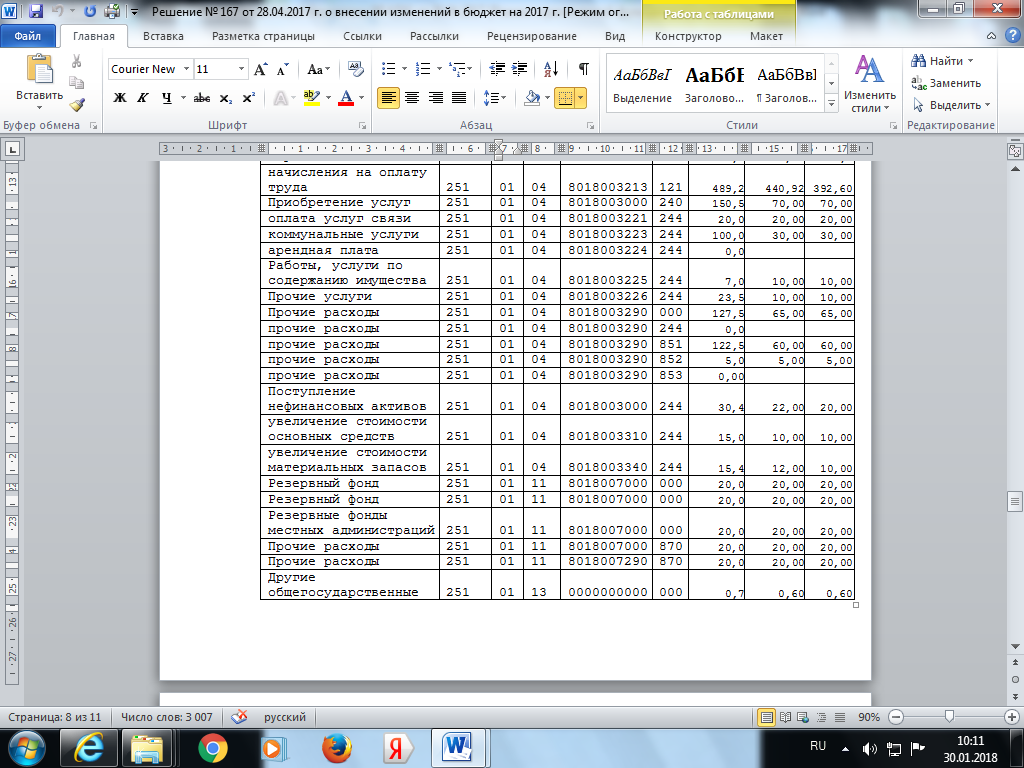 Решение № 167 от 28.04.2017 г. о внесении изменений в бюджет на 2017 г. [Режим ог...
Работа с таблицами
Файл Главная Вставка Разметка страницы Ссылки Рассылки Рецензирование Вид Конструктор Макет
Вставить
Courier New 11
Ж К Ч abc x₂ x²
АаБбВвГ АаБбВ АаБбВвІ
Выделение Заголово... ¶ Заголов...
Изменить стили
Найти
Заменить
Выделить
Буфер обмена Шрифт Абзац Стили Редактирование
начисления на оплату
труда 251 01 04 8018003213 121 489,2 440,92 392,60
Приобретение услуг 251 01 04 8018003000 240 150,5 70,00 70,00
оплата услуг связи 251 01 04 8018003221 244 20,0 20,00 20,00
коммунальные услуги 251 01 04 8018003223 244 100,0 30,00 30,00
арендная плата 251 01 04 8018003224 244 0,0
Работы, услуги по
содержанию имущества 251 01 04 8018003225 244 7,0 10,00 10,00
Прочие услуги 251 01 04 8018003226 244 23,5 10,00 10,00
Прочие расходы 251 01 04 8018003290 000 127,5 65,00 65,00
прочие расходы 251 01 04 8018003290 244 0,0
прочие расходы 251 01 04 8018003290 851 122,5 60,00 60,00
прочие расходы 251 01 04 8018003290 852 5,0 5,00 5,00
прочие расходы 251 01 04 8018003290 853 0,00
Поступление
нефинансовых активов 251 01 04 8018003000 244 30,4 22,00 20,00
увеличение стоимости
основных средств 251 01 04 8018003310 244 15,0 10,00 10,00
увеличение стоимости
материальных запасов 251 01 04 8018003340 244 15,4 12,00 10,00
Резервный фонд 251 01 11 8018007000 000 20,0 20,00 20,00
Резервный фонд 251 01 11 8018007000 000 20,0 20,00 20,00
Резервные фонды
местных администраций 251 01 11 8018007000 000 20,0 20,00 20,00
Прочие расходы 251 01 11 8018007000 870 20,0 20,00 20,00
Прочие расходы 251 01 11 8018007290 870 20,0 20,00 20,00
Другие
общегосударственные 251 01 13 0000000000 000 0,7 0,60 0,60
Страница: 8 из 11 Число слов: 3 007 русский 90%
RU 10:11
30.01.2018